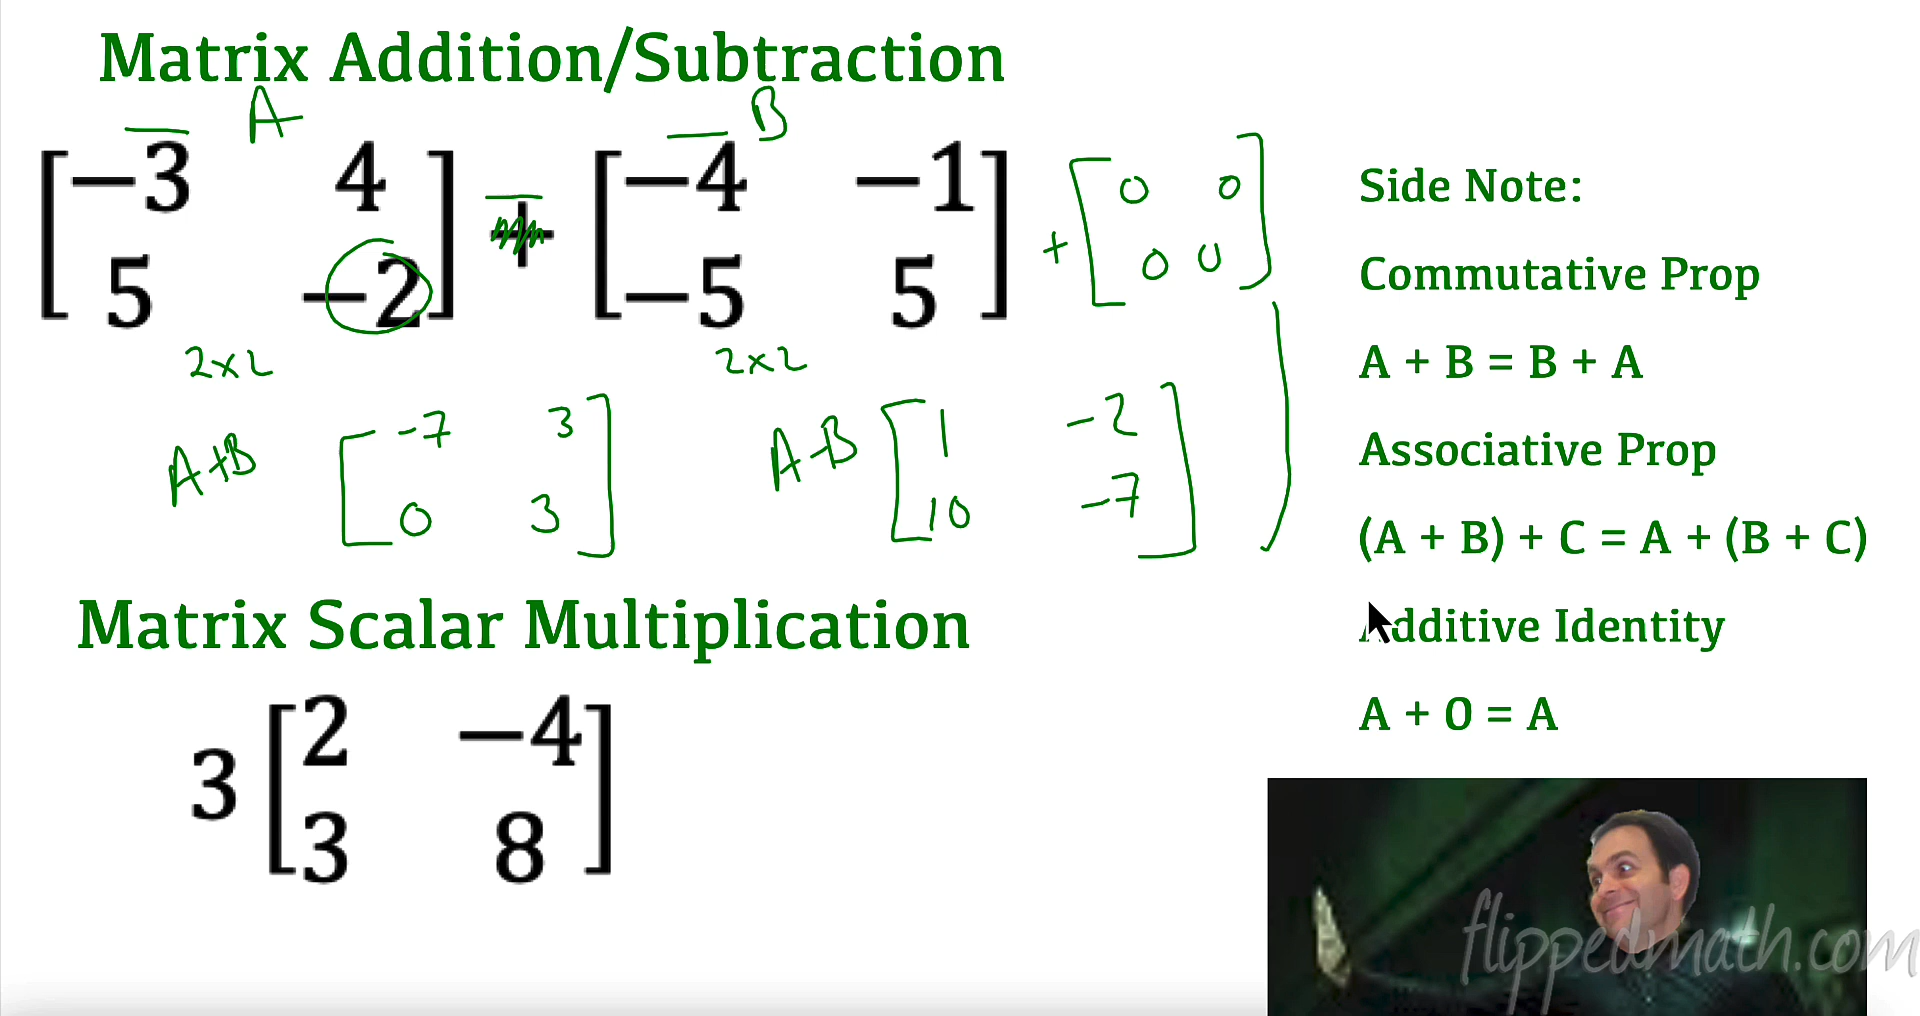 Matrix Addition/Subtraction
A B
[-3 4] + [-4 -1] + [0 0]
[5 -2] [-5 5] [0 0]
2x2 2x2
A+B [-7 3] A-B [1 -2]
[0 3] [10 -7]
Matrix Scalar Multiplication
3 [2 -4]
[3 8]
Side Note:
Commutative Prop
A + B = B + A
Associative Prop
(A + B) + C = A + (B + C)
Additive Identity
A + 0 = A
flippedmath.com